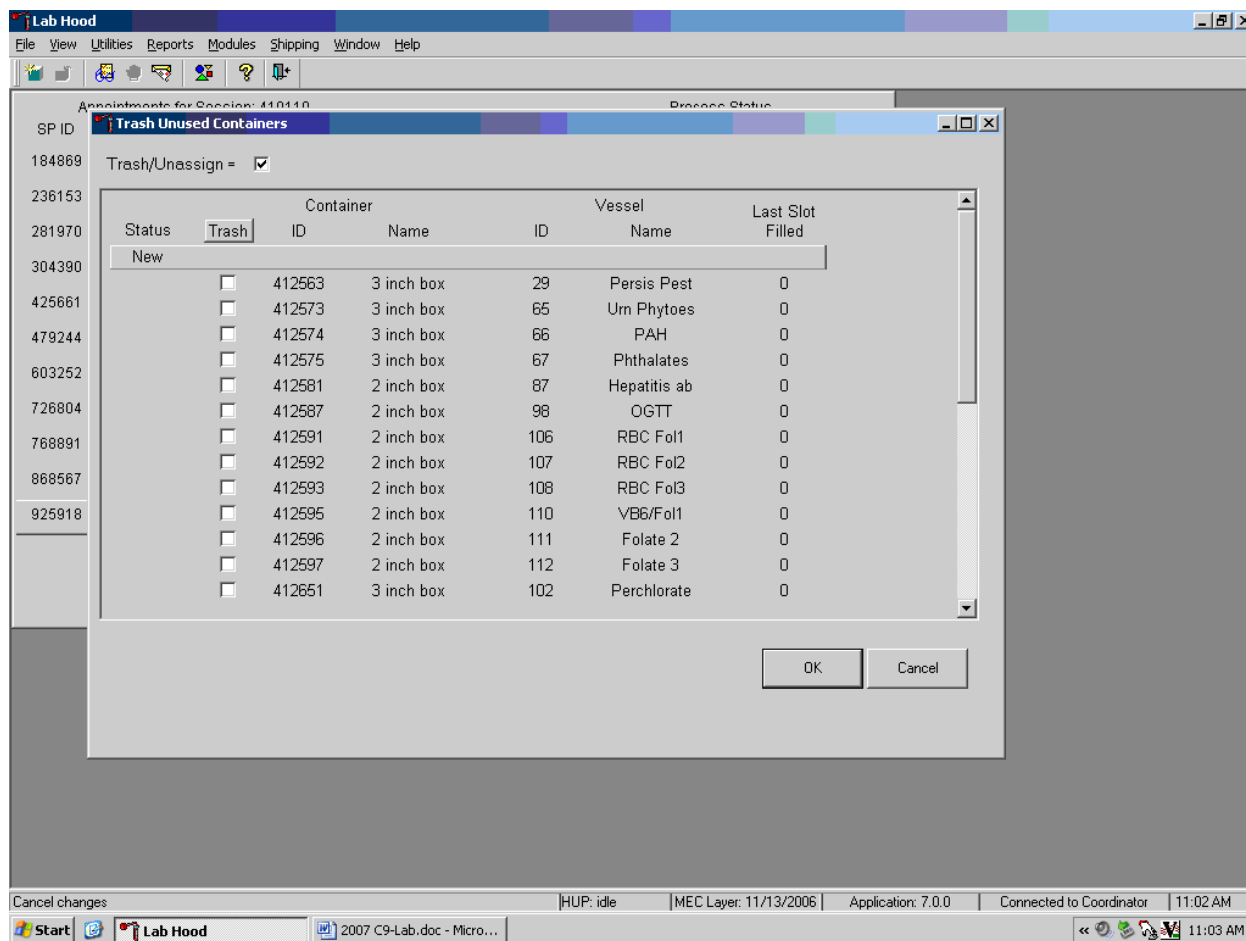 Lab Hood
File View Utilities Reports Modules Shipping Window Help
Appointments for Session: 410110 Process Status
SP ID
184869
236153
281970
304390
425661
479244
603252
726804
768891
868567
925918
Trash Unused Containers
Trash/Unassign =
Container Vessel Last Slot
Status Trash ID Name ID Name Filled
New
412563 3 inch box 29 Persis Pest 0
412573 3 inch box 65 Urn Phytoes 0
412574 3 inch box 66 PAH 0
412575 3 inch box 67 Phthalates 0
412581 2 inch box 87 Hepatitis ab 0
412587 2 inch box 98 OGTT 0
412591 2 inch box 106 RBC Fol1 0
412592 2 inch box 107 RBC Fol2 0
412593 2 inch box 108 RBC Fol3 0
412595 2 inch box 110 VB6/Fol1 0
412596 2 inch box 111 Folate 2 0
412597 2 inch box 112 Folate 3 0
412651 3 inch box 102 Perchlorate 0
OK Cancel
Cancel changes HUP: idle MEC Layer: 11/13/2006 Application: 7.0.0 Connected to Coordinator 11:02 AM
Start Lab Hood 2007 C9-Lab.doc - Micro... 11:03 AM